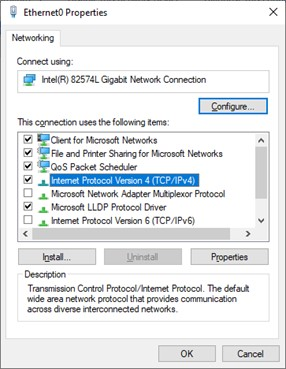 Ethernet0 Properties
Networking
Connect using:
Intel(R) 82574L Gigabit Network Connection
Configure...
This connection uses the following items:
Client for Microsoft Networks
File and Printer Sharing for Microsoft Networks
QoS Packet Scheduler
Internet Protocol Version 4 (TCP/IPv4)
Microsoft Network Adapter Multiplexor Protocol
Microsoft LLDP Protocol Driver
Internet Protocol Version 6 (TCP/IPv6)
Install...
Uninstall
Properties
Description
Transmission Control Protocol/Internet Protocol. The default
wide area network protocol that provides communication
across diverse interconnected networks.
OK
Cancel